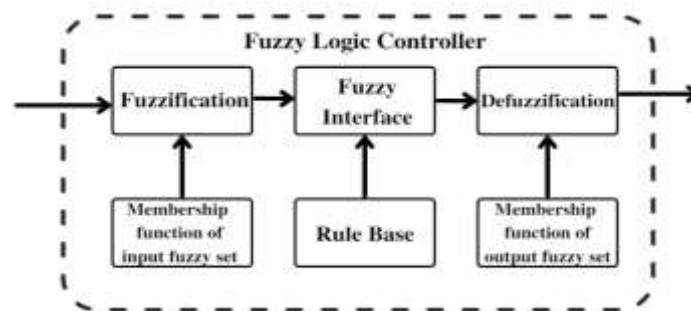 Fuzzy Logic Controller
Fuzzification
Fuzzy
Interface
Defuzzification
Membership
function of
input fuzzy set
Rule Base
Membership
function of
output fuzzy set